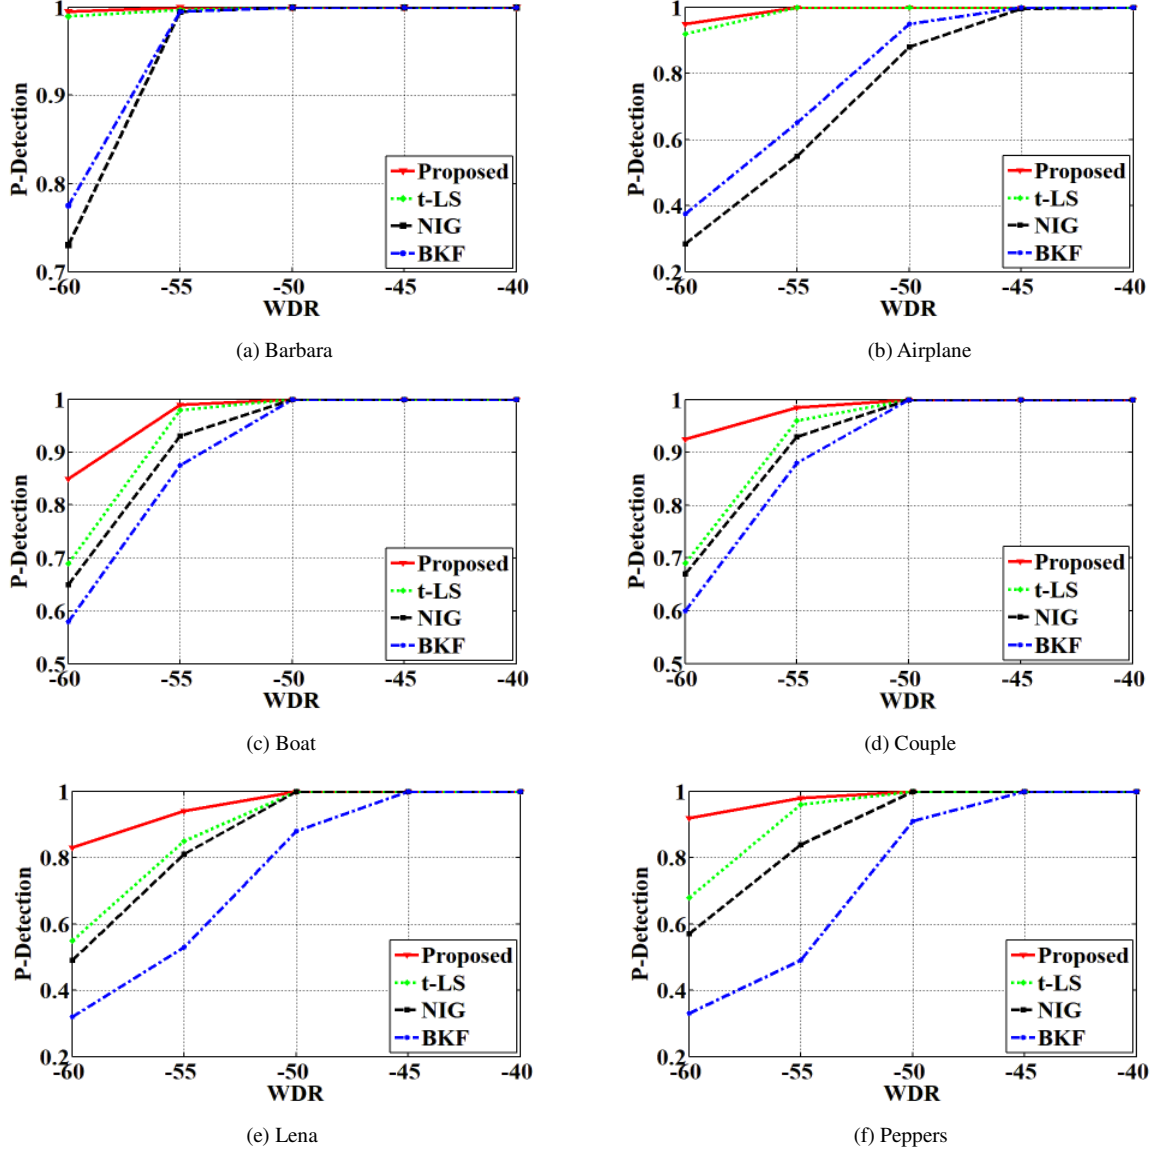 1
0.9
0.8
0.7
P-Detection
-60
-55
-50
-45
-40
WDR
Proposed
t-LS
NIG
BKF
(a) Barbara
1
0.8
0.6
0.4
0.2
P-Detection
-60
-55
-50
-45
-40
WDR
Proposed
t-LS
NIG
BKF
(b) Airplane
1
0.9
0.8
0.7
0.6
0.5
P-Detection
-60
-55
-50
-45
-40
WDR
Proposed
t-LS
NIG
BKF
(c) Boat
1
0.9
0.8
0.7
0.6
0.5
P-Detection
-60
-55
-50
-45
-40
WDR
Proposed
t-LS
NIG
BKF
(d) Couple
1
0.8
0.6
0.4
0.2
P-Detection
-60
-55
-50
-45
-40
WDR
Proposed
t-LS
NIG
BKF
(e) Lena
1
0.8
0.6
0.4
0.2
P-Detection
-60
-55
-50
-45
-40
WDR
Proposed
t-LS
NIG
BKF
(f) Peppers